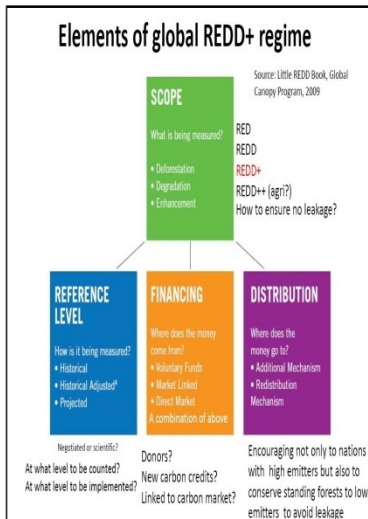 Elements of global REDD+ regime
Source: Little REDD Book, Global
Canopy Program, 2009
SCOPE
What is being measured?
• Deforestation
• Degradation
• Enhancement
RED
REDD
REDD+
REDD++ (agri?)
How to ensure no leakage?
REFERENCE
LEVEL
How is it being measured?
• Historical
• Historical Adjusted
• Projected
Negotiated or scientific?
At what level to be counted?
At what level to be implemented?
FINANCING
Where does the money
come from?
• Voluntary Funds
• Market Linked
• Direct Market
A combination of above
Donors?
New carbon credits?
Linked to carbon market?
DISTRIBUTION
Where does the
money go to?
• Additional Mechanism
• Redistribution
Mechanism
Encouraging not only to nations
with high emitters but also to
conserve standing forests to low
emitters to avoid leakage